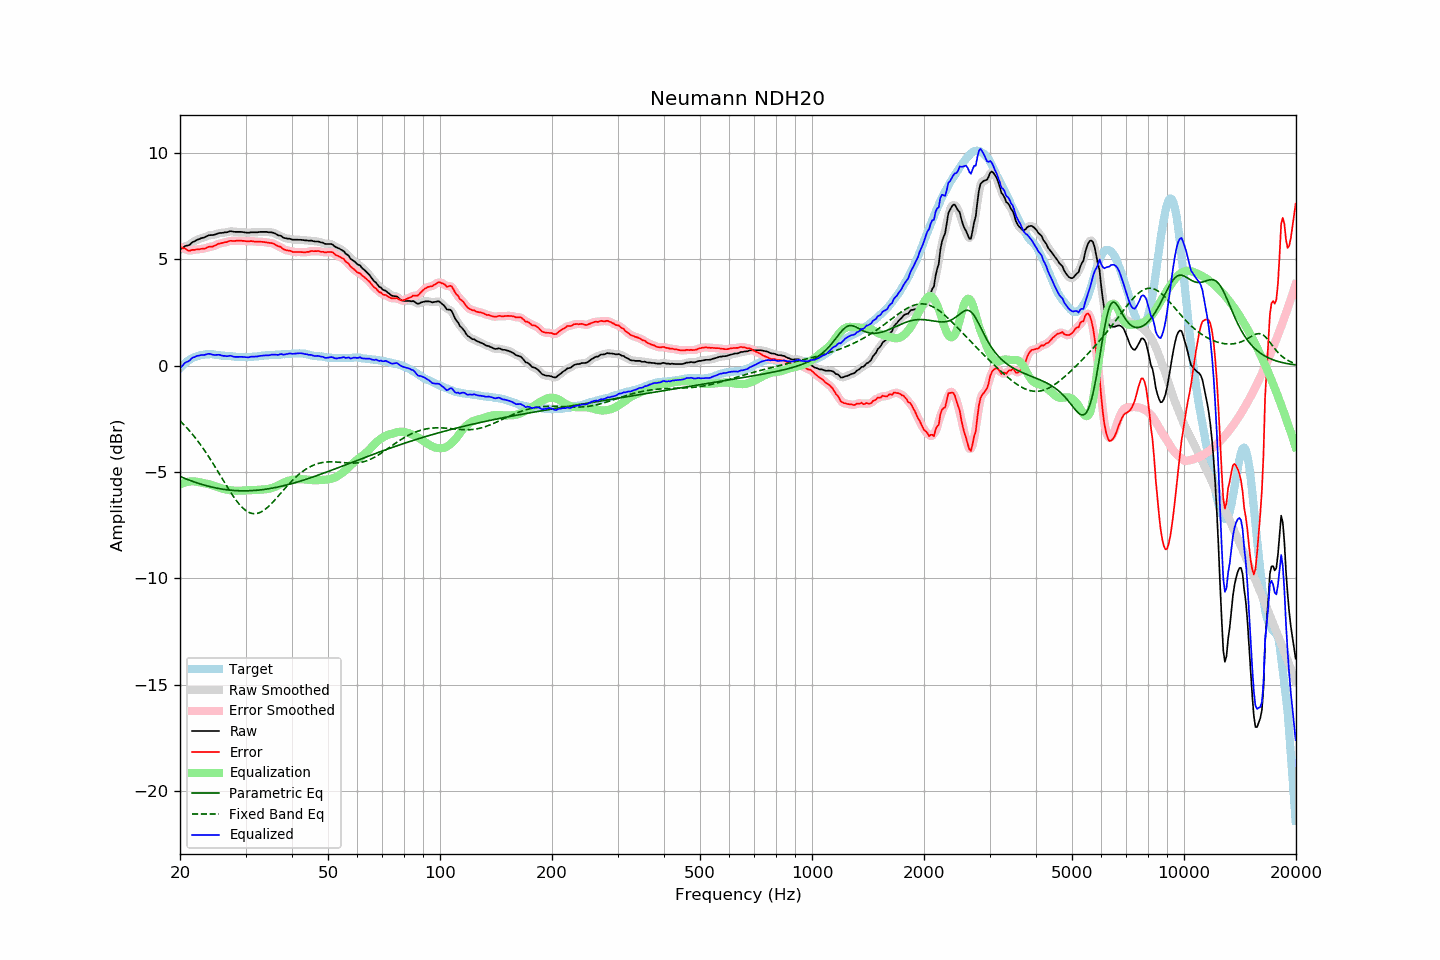 Neumann NDH20
Amplitude (dBr)
10
5
0
−5
−10
−15
−20
Target
Raw Smoothed
Error Smoothed
Raw
Error
Equalization
Parametric Eq
Fixed Band Eq
Equalized
20 50 100 200 500 1000 2000 5000 10000 20000
Frequency (Hz)